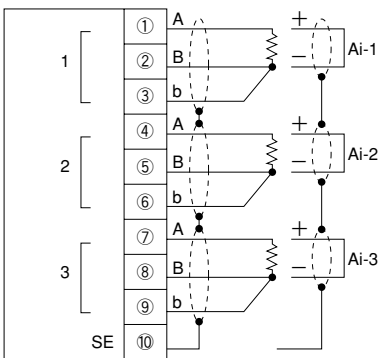 ① A +
1 ② B − Ai-1
③ b
④ A +
2 ⑤ B − Ai-2
⑥ b
⑦ A +
3 ⑧ B − Ai-3
⑨ b
SE ⑩